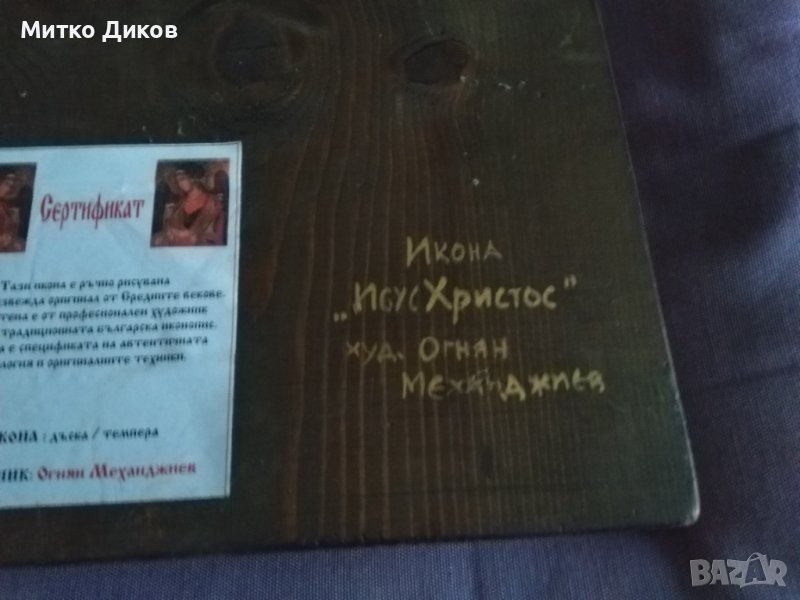 Митко Диков
Сертификат
Тази икона е ръчно рисувана
оригинал от Средните векове.
е от професионален художник
традиционната българска иконопис.
е спецификата на автентичната
и оригиналните техники.
: дъска / темпера
Огнян Механджиев
Икона
„Исус Христос"
худ. Огнян
Механджиев
BAZAR